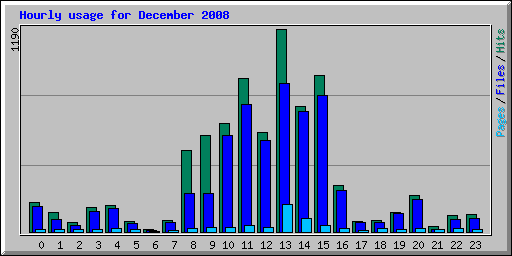 Hourly usage for December 2008
1190
Pages/Files/Hits
0 1 2 3 4 5 6 7 8 9 10 11 12 13 14 15 16 17 18 19 20 21 22 23